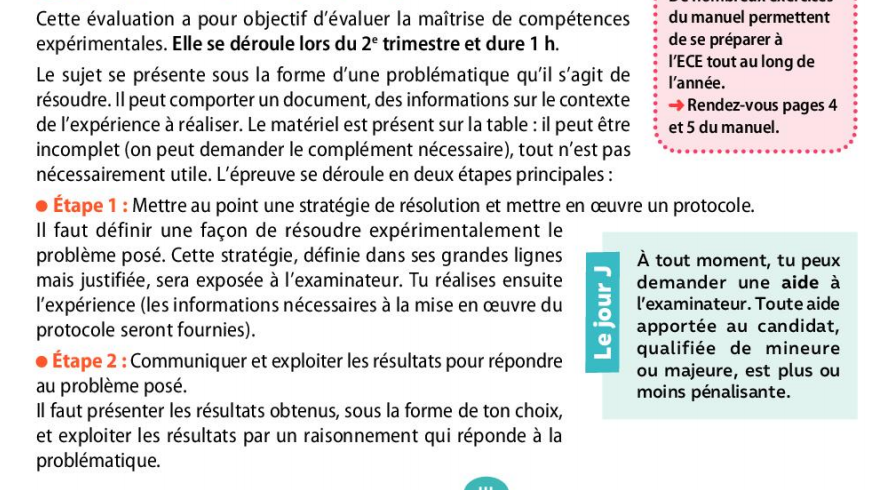 Cette évaluation a pour objectif d'évaluer la maîtrise de compétences
expérimentales. Elle se déroule lors du 2e trimestre et dure 1 h.
Le sujet se présente sous la forme d'une problématique qu'il s'agit de
résoudre. Il peut comporter un document, des informations sur le contexte
de l'expérience à réaliser. Le matériel est présent sur la table : il peut être
incomplet (on peut demander le complément nécessaire), tout n'est pas
nécessairement utile. L'épreuve se déroule en deux étapes principales :
De nombreux exercices
du manuel permettent
de se préparer à
l'ECE tout au long de
l'année.
➜ Rendez-vous pages 4
et 5 du manuel.
● Étape 1 : Mettre au point une stratégie de résolution et mettre en œuvre un protocole.
Il faut définir une façon de résoudre expérimentalement le
problème posé. Cette stratégie, définie dans ses grandes lignes
mais justifiée, sera exposée à l'examinateur. Tu réalises ensuite
l'expérience (les informations nécessaires à la mise en œuvre du
protocole seront fournies).
● Étape 2 : Communiquer et exploiter les résultats pour répondre
au problème posé.
Il faut présenter les résultats obtenus, sous la forme de ton choix,
et exploiter les résultats par un raisonnement qui réponde à la
problématique.
Le jour J
À tout moment, tu peux
demander une aide à
l'examinateur. Toute aide
apportée au candidat,
qualifiée de mineure
ou majeure, est plus ou
moins pénalisante.